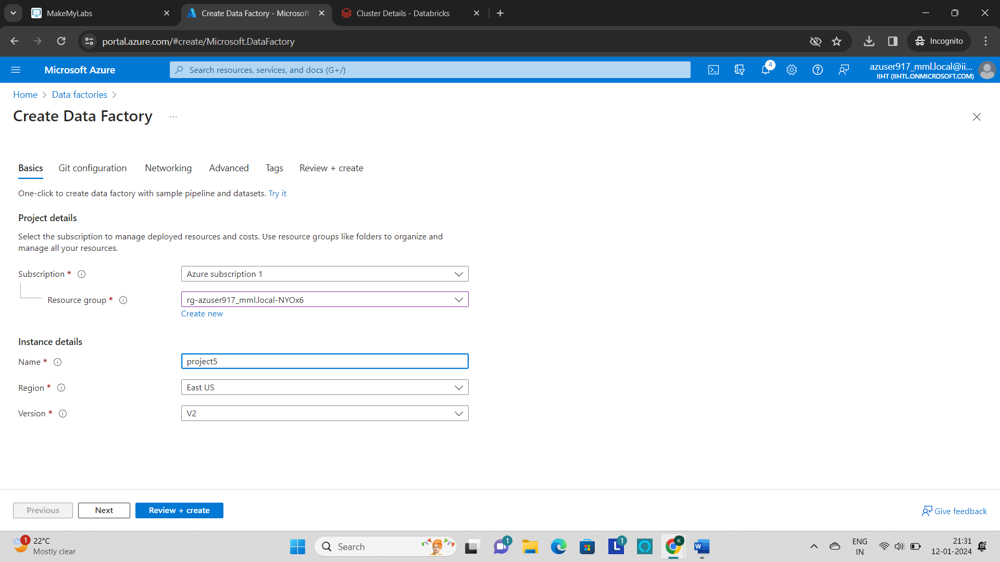 MakeMyLabs
Create Data Factory - Microsoft
Cluster Details - Databricks
portal.azure.com/#create/Microsoft.DataFactory
Incognito
Microsoft Azure
Search resources, services, and docs (G+/)
4
azuser917_mml.local@ii...
IIHT (IIHTL.ONMICROSOFT.COM)
Home > Data factories >
Create Data Factory ...
Basics Git configuration Networking Advanced Tags Review + create
One-click to create data factory with sample pipeline and datasets. Try it
Project details
Select the subscription to manage deployed resources and costs. Use resource groups like folders to organize and
manage all your resources.
Subscription * Azure subscription 1
Resource group * rg-azuser917_mml.local-NYOx6
Create new
Instance details
Name * project5
Region * East US
Version * V2
Previous Next Review + create
Give feedback
1
22°C
Mostly clear
Search
1
L 1
K
W
ENG
IN
21:31
12-01-2024